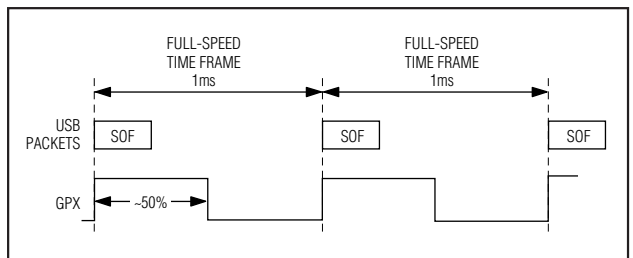 FULL-SPEED
TIME FRAME
1ms
FULL-SPEED
TIME FRAME
1ms
USB
PACKETS
SOF
SOF
SOF
GPX
~50%